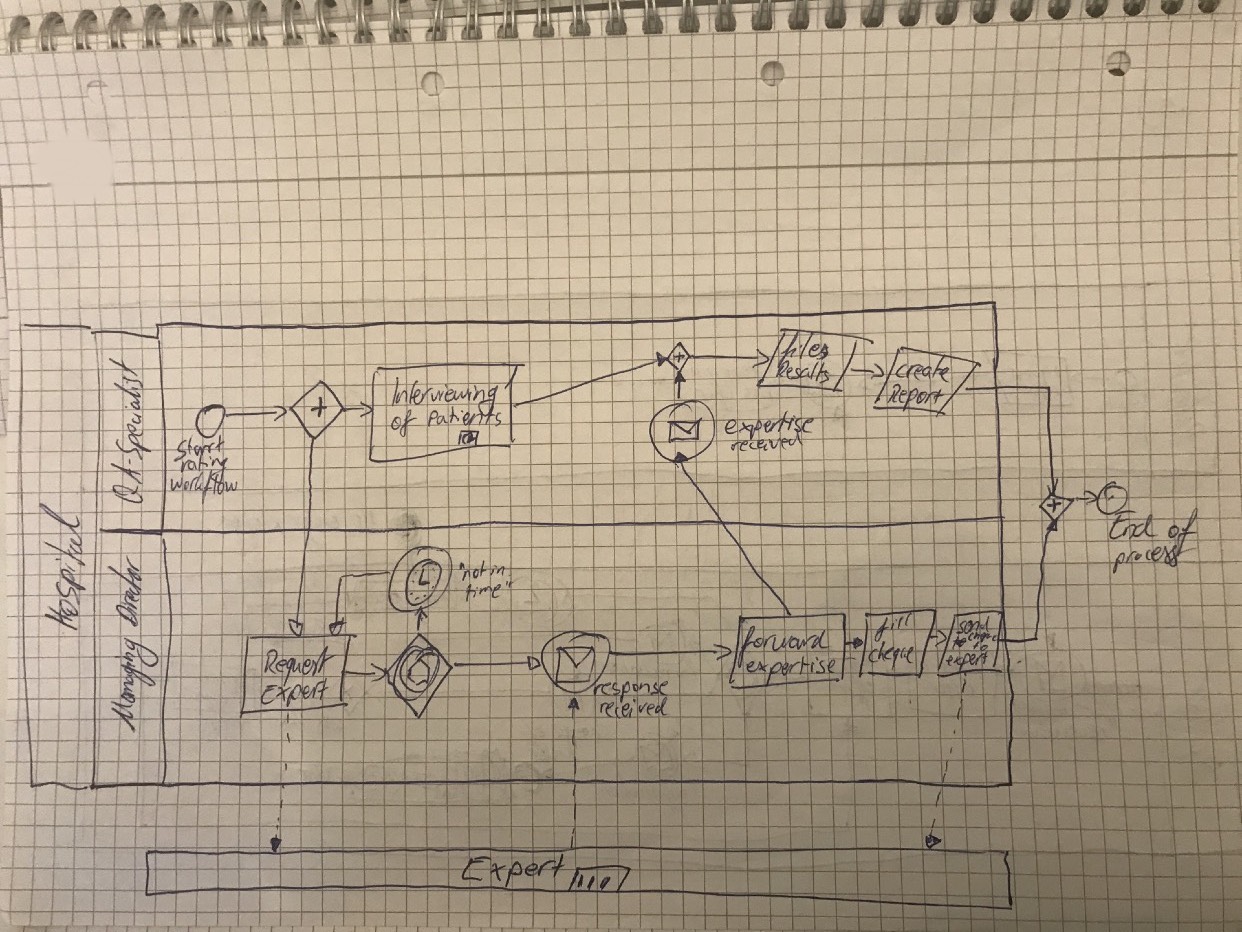 Hospital
QA-Specialist
Managing Director
Start
rating
workflow
Interviewing
of Patients
expertise
received
Files
Results
create
Report
End of
process
"not in
time"
Request
Expert
response
received
forward
expertise
fill
cheque
send
cheque
to
expert
Expert